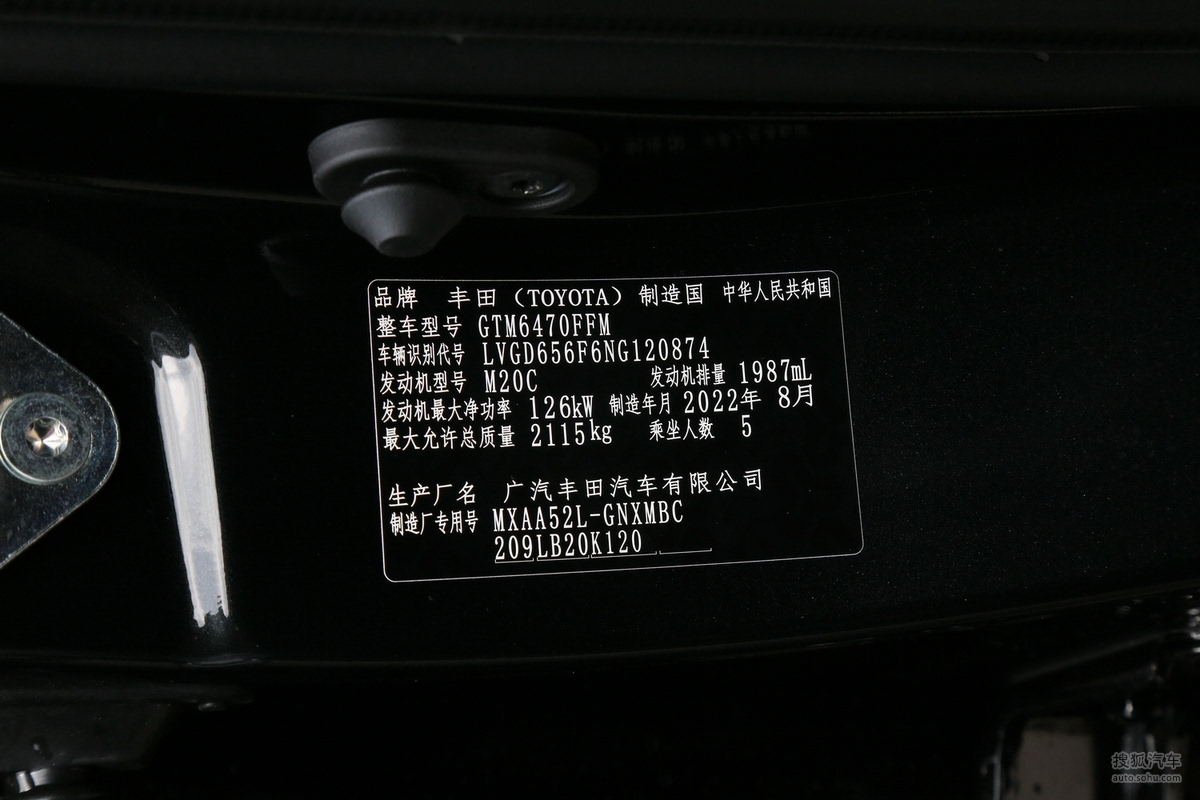 品牌 丰田（TOYOTA）制造国 中华人民共和国
整车型号 GTM6470FFM
车辆识别代号 LVGD656F6NG120874
发动机型号 M20C 发动机排量 1987mL
发动机最大净功率 126kW 制造年月 2022年 8月
最大允许总质量 2115kg 乘坐人数 5
生产厂名 广汽丰田汽车有限公司
制造厂专用号 MXAA52L-GNXMBC
209LB20K120
搜狐汽车
auto.sohu.com